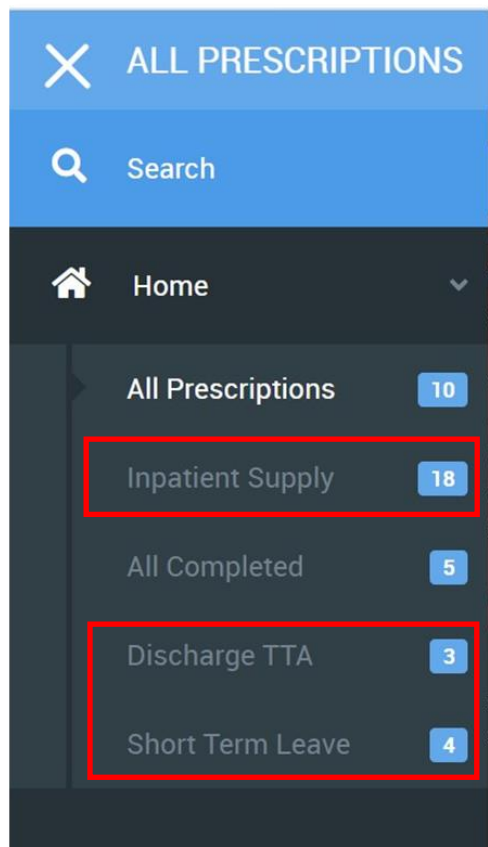 ALL PRESCRIPTIONS
Search
Home
All Prescriptions 10
Inpatient Supply 18
All Completed 5
Discharge TTA 3
Short Term Leave 4